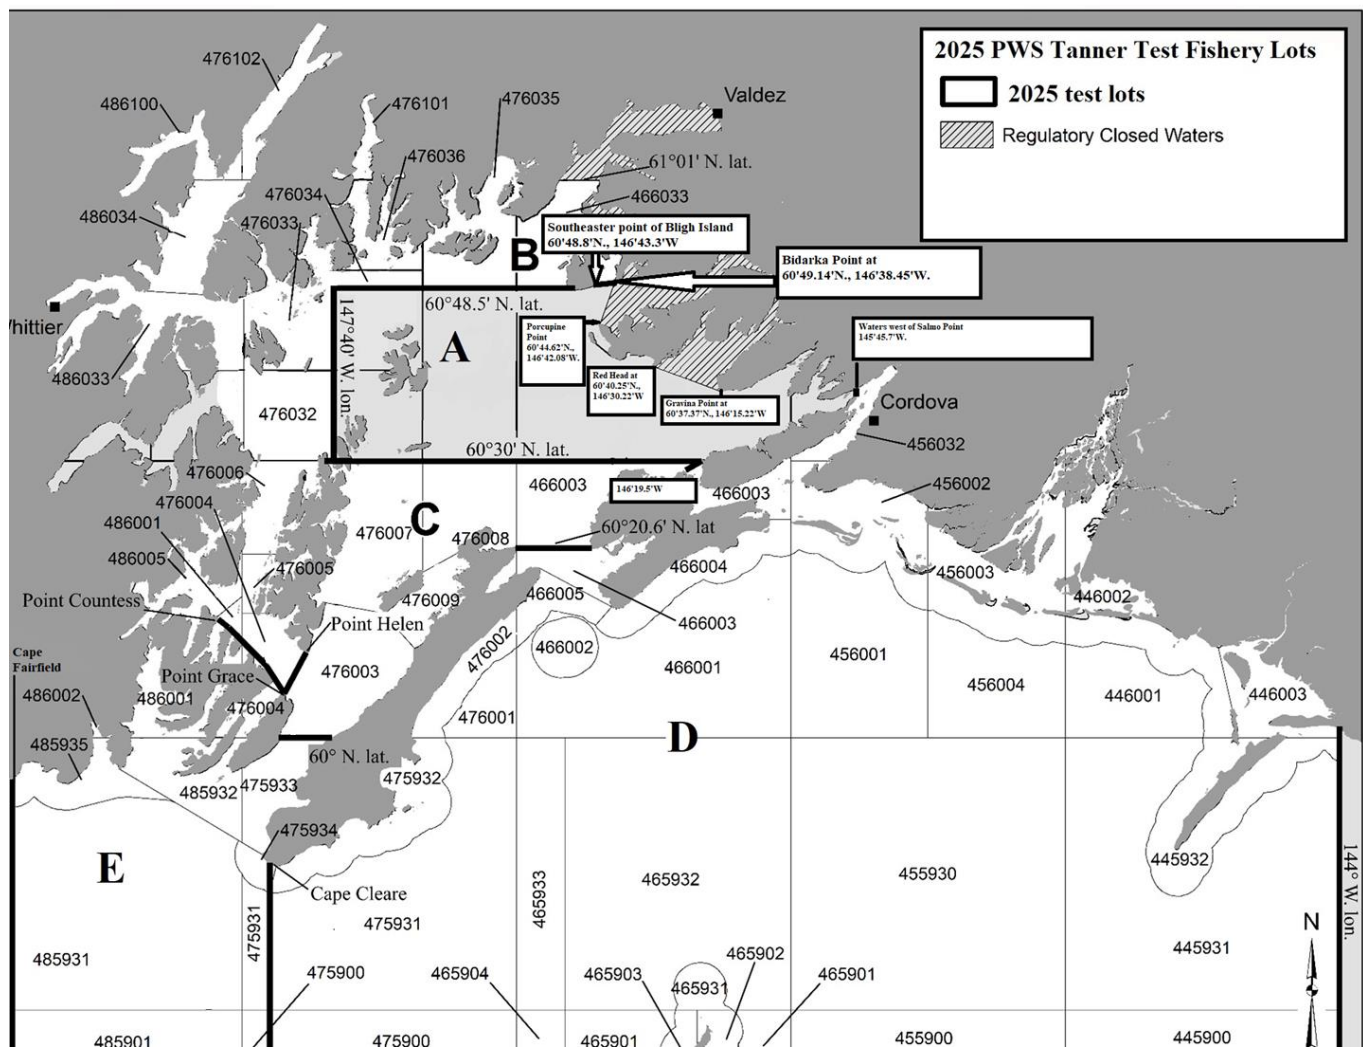 2025 PWS Tanner Test Fishery Lots
2025 test lots
Regulatory Closed Waters
476102
486100
476101
476035
Valdez
476036
61°01' N. lat.
476034
466033
486034
476033
Southeaster point of Bligh Island
60'48.8'N., 146'43.3'W
B
Bidarka Point at
60'49.14'N., 146'38.45'W.
60°48.5' N. lat.
147°40' W. lon.
Whittier
Porcupine
Point
60'44.62'N.,
146'42.08'W.
Waters west of Salmo Point
145'45.7'W.
A
486033
Red Head at
60'40.25'N.,
146'30.22'W
Gravina Point at
60'37.37'N., 146'15.22'W
Cordova
476032
456032
60°30' N. lat.
476006
466003
146'19.5'W
466003
456002
476004
486001
C
476007
476008
60°20.6' N. lat
486005
476005
466004
456003
Point Countess
476009
466005
446002
Point Helen
466003
Cape
Fairfield
476002
466002
Point Grace
476003
466001
456001
486002
486001
476004
456004
446001
446003
476001
485935
D
60° N. lat.
485932
475933
475932
475934
445932
144° W. lon.
E
Cape Cleare
465932
455930
465933
475931
475931
N
485931
475900
465904
465903
465902
465901
445931
465931
485901
475900
465901
455900
445900